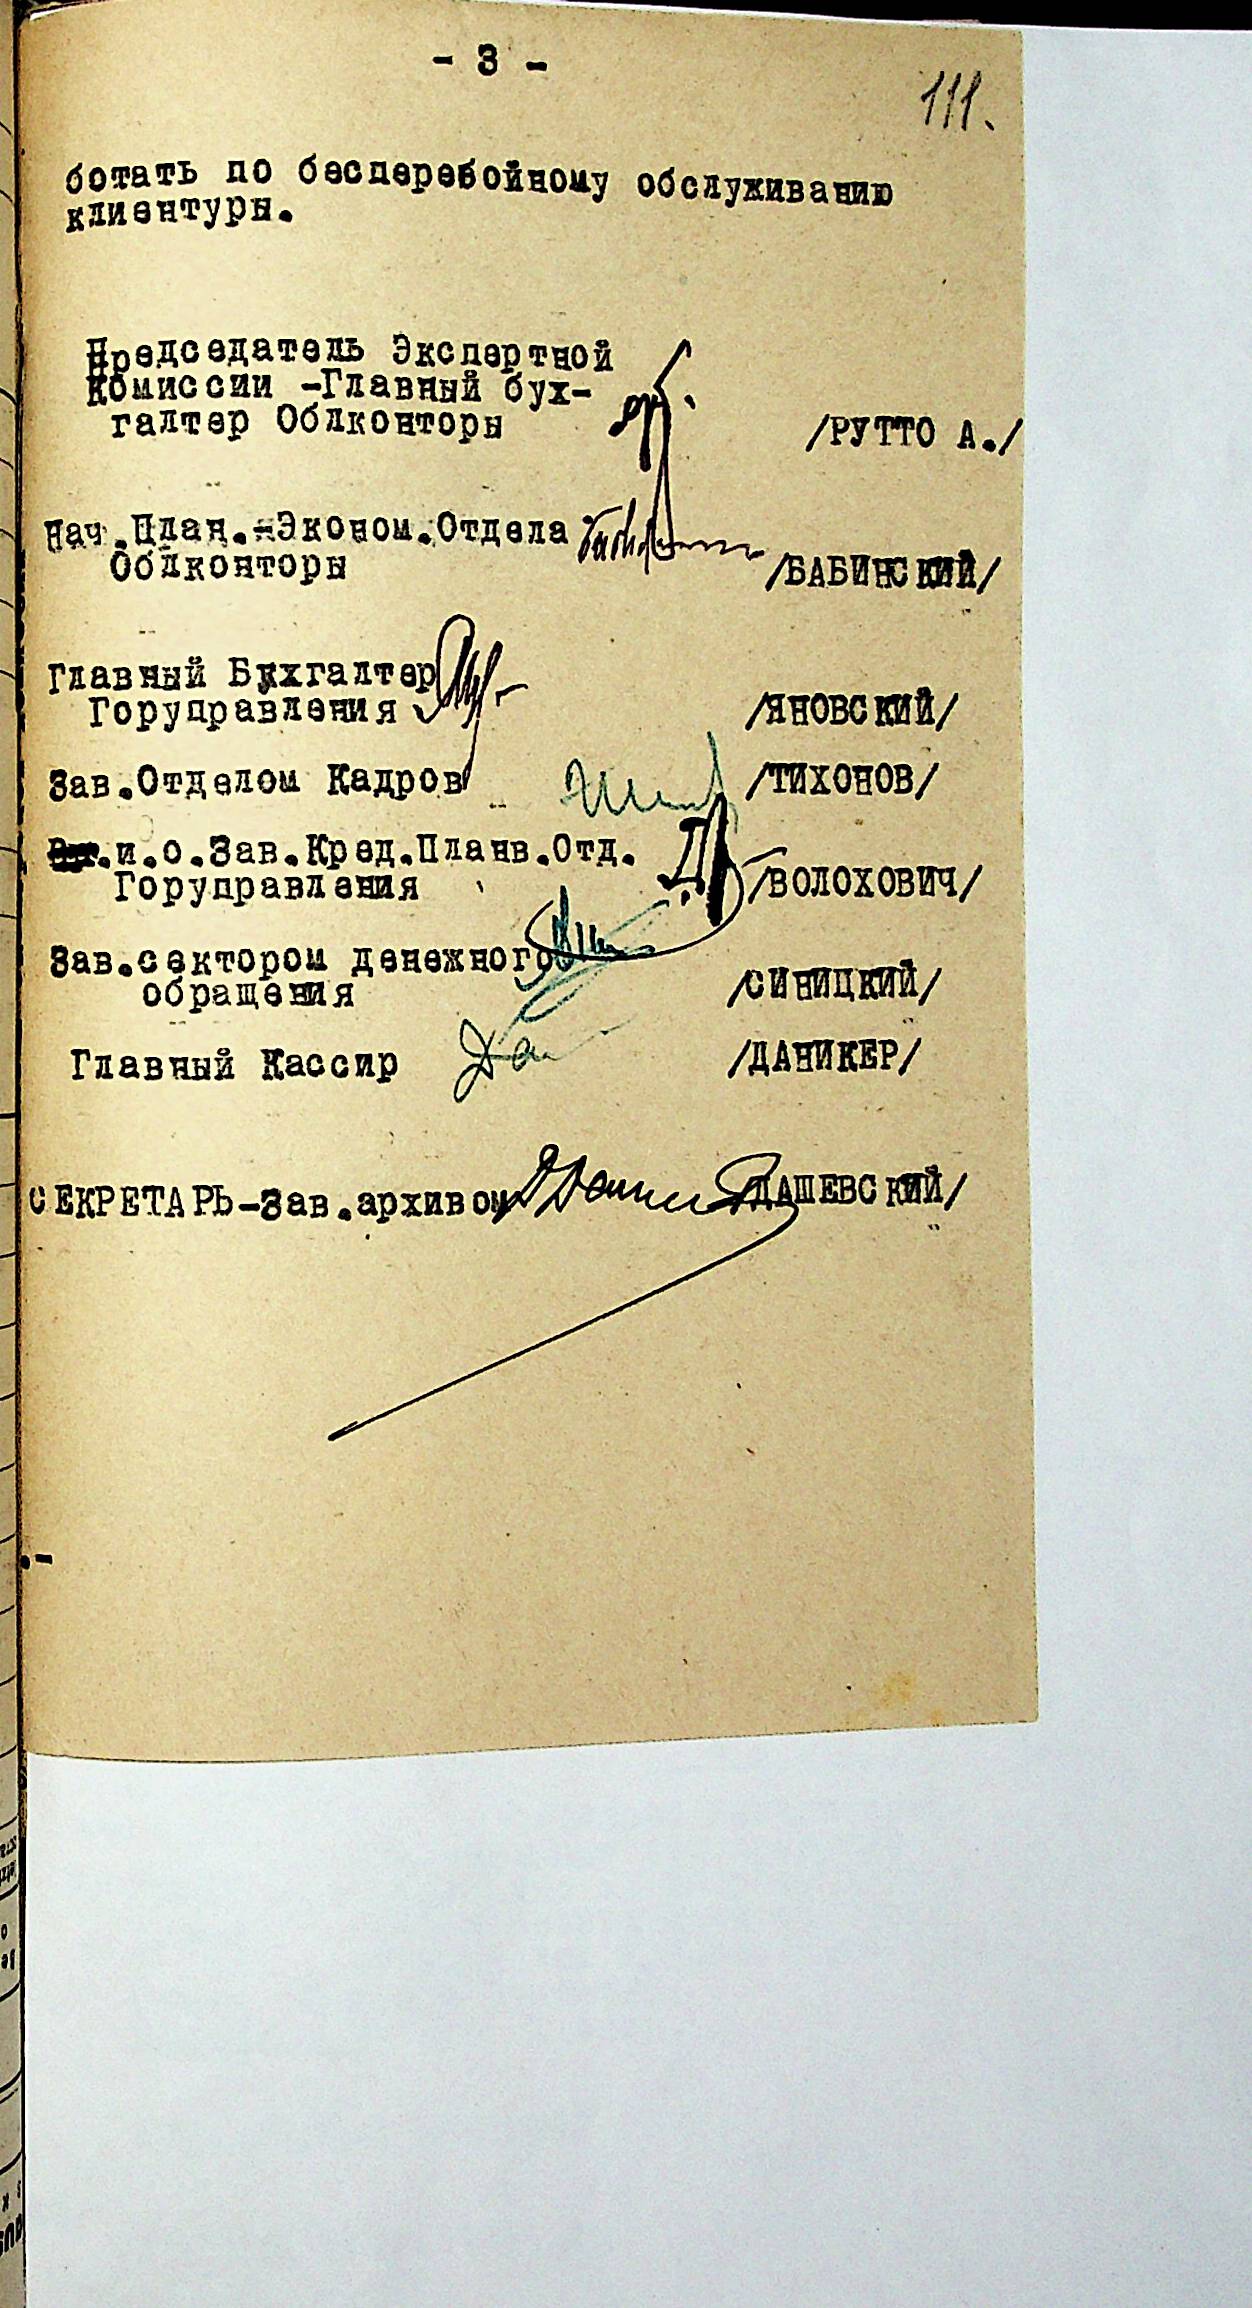 - 3 -
111.
ботать по бесперебойному обслуживанию
клиентуры.
Председатель Экспертной
Комиссии -Главный бух-
галтер Облконторы /РУТТО А./
Нач.План.-Эконом.Отдела
Облконторы /БАБИНСКИЙ/
Главный Бухгалтер
Горуправления /ЯНОВСКИЙ/
Зав.Отделом Кадров /ТИХОНОВ/
.и.о.Зав.Кред.Планв.Отд.
Горуправления /ВОЛОХОВИЧ/
Зав.сектором денежного
обращения /СИНИЦКИЙ/
Главный Кассир /ДАНИКЕР/
СЕКРЕТАРЬ-Зав.архивом /ДАШЕВСКИЙ/